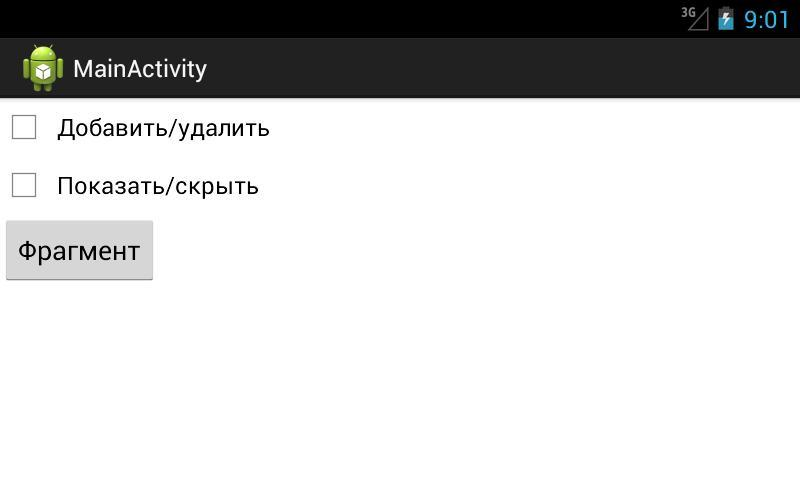 3G 9:01
MainActivity
Добавить/удалить
Показать/скрыть
Фрагмент